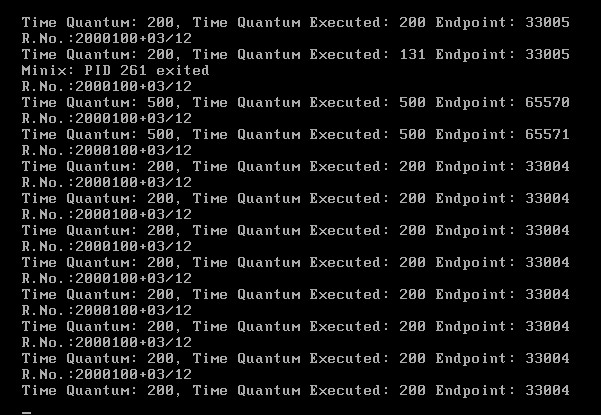 Time Quantum: 200, Time Quantum Executed: 200 Endpoint: 33005
R.No.:2000100+03/12
Time Quantum: 200, Time Quantum Executed: 131 Endpoint: 33005
Minix: PID 261 exited
R.No.:2000100+03/12
Time Quantum: 500, Time Quantum Executed: 500 Endpoint: 65570
R.No.:2000100+03/12
Time Quantum: 500, Time Quantum Executed: 500 Endpoint: 65571
R.No.:2000100+03/12
Time Quantum: 200, Time Quantum Executed: 200 Endpoint: 33004
R.No.:2000100+03/12
Time Quantum: 200, Time Quantum Executed: 200 Endpoint: 33004
R.No.:2000100+03/12
Time Quantum: 200, Time Quantum Executed: 200 Endpoint: 33004
R.No.:2000100+03/12
Time Quantum: 200, Time Quantum Executed: 200 Endpoint: 33004
R.No.:2000100+03/12
Time Quantum: 200, Time Quantum Executed: 200 Endpoint: 33004
R.No.:2000100+03/12
Time Quantum: 200, Time Quantum Executed: 200 Endpoint: 33004
R.No.:2000100+03/12
Time Quantum: 200, Time Quantum Executed: 200 Endpoint: 33004
R.No.:2000100+03/12
Time Quantum: 200, Time Quantum Executed: 200 Endpoint: 33004